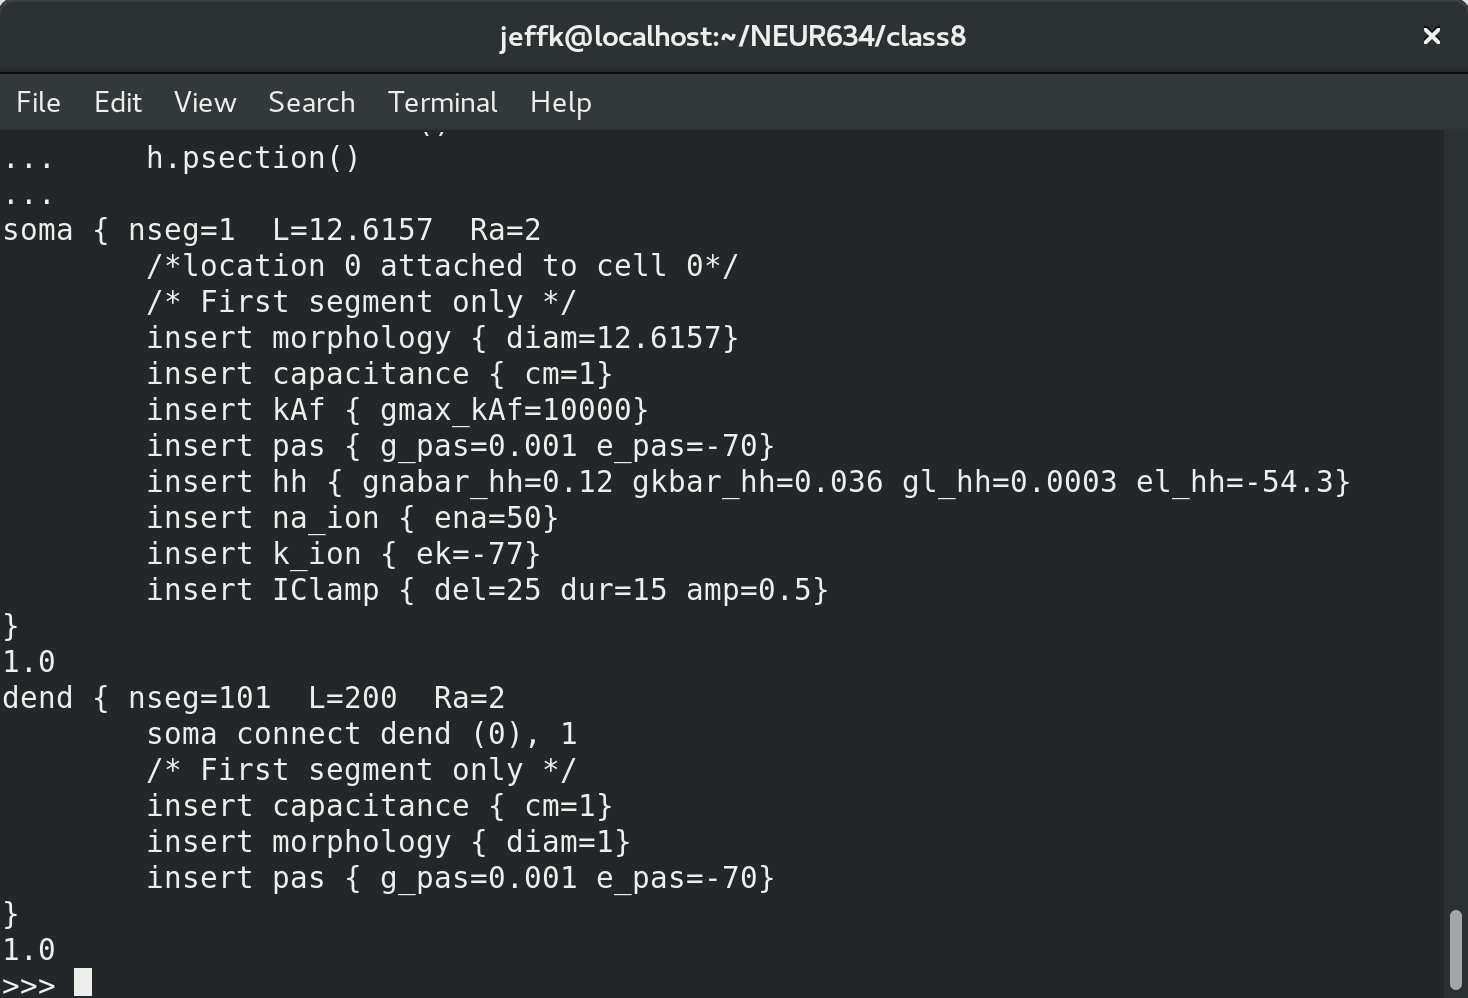 jeffk@localhost:~/NEUR634/class8
File Edit View Search Terminal Help
...     h.psection()
...
soma { nseg=1  L=12.6157  Ra=2
        /*location 0 attached to cell 0*/
        /* First segment only */
        insert morphology { diam=12.6157}
        insert capacitance { cm=1}
        insert kAf { gmax_kAf=10000}
        insert pas { g_pas=0.001 e_pas=-70}
        insert hh { gnabar_hh=0.12 gkbar_hh=0.036 gl_hh=0.0003 el_hh=-54.3}
        insert na_ion { ena=50}
        insert k_ion { ek=-77}
        insert IClamp { del=25 dur=15 amp=0.5}
}
1.0
dend { nseg=101  L=200  Ra=2
        soma connect dend (0), 1
        /* First segment only */
        insert capacitance { cm=1}
        insert morphology { diam=1}
        insert pas { g_pas=0.001 e_pas=-70}
}
1.0
>>>